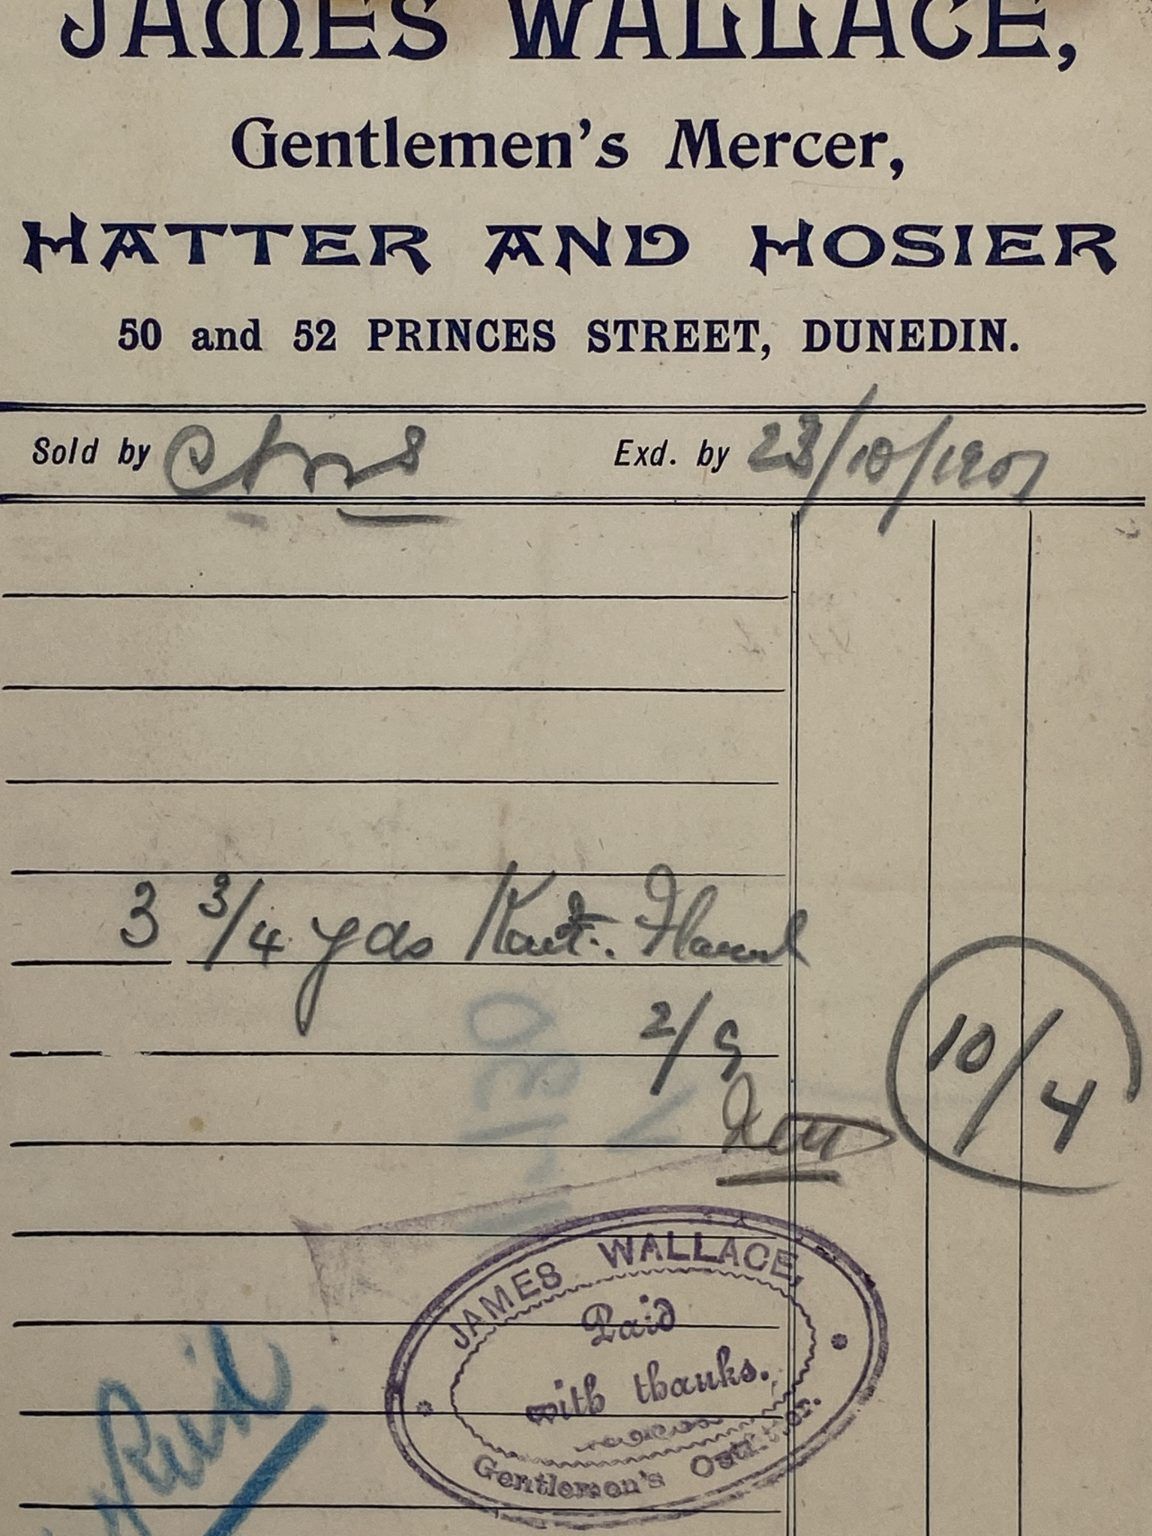 JAMES WALLACE,
Gentlemen's Mercer,
HATTER AND HOSIER
50 and 52 PRINCES STREET, DUNEDIN.
Sold by Exd. by 23/10/1907
3 3/4 yds
2/9
10/4
JAMES WALLACE,
Paid
with thanks.
Gentlemen's
Paid